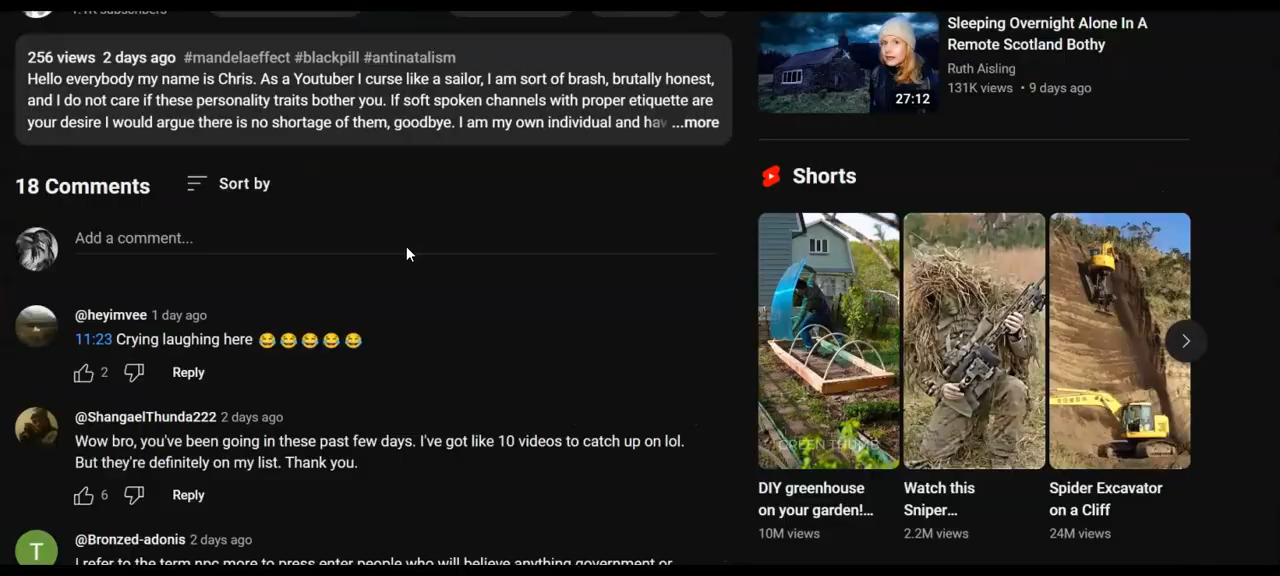 1.1K subscribers
256 views 2 days ago #mandelaeffect #blackpill #antinatalism
Hello everybody my name is Chris. As a Youtuber I curse like a sailor, I am sort of brash, brutally honest,
and I do not care if these personality traits bother you. If soft spoken channels with proper etiquette are
your desire I would argue there is no shortage of them, goodbye. I am my own individual and hav ...more
18 Comments
Sort by
Add a comment...
@heyimvee 1 day ago
11:23 Crying laughing here 😂 😂 😂 😂 😂
2 Reply
@ShangaelThunda222 2 days ago
Wow bro, you've been going in these past few days. I've got like 10 videos to catch up on lol.
But they're definitely on my list. Thank you.
6 Reply
T
@Bronzed-adonis 2 days ago
I refer to the term npc more to press enter people who will believe anything government or
27:12
Sleeping Overnight Alone In A
Remote Scotland Bothy
Ruth Aisling
131K views • 9 days ago
Shorts
GREEN THUMB
DIY greenhouse
on your garden!...
10M views
Watch this
Sniper...
2.2M views
Spider Excavator
on a Cliff
24M views